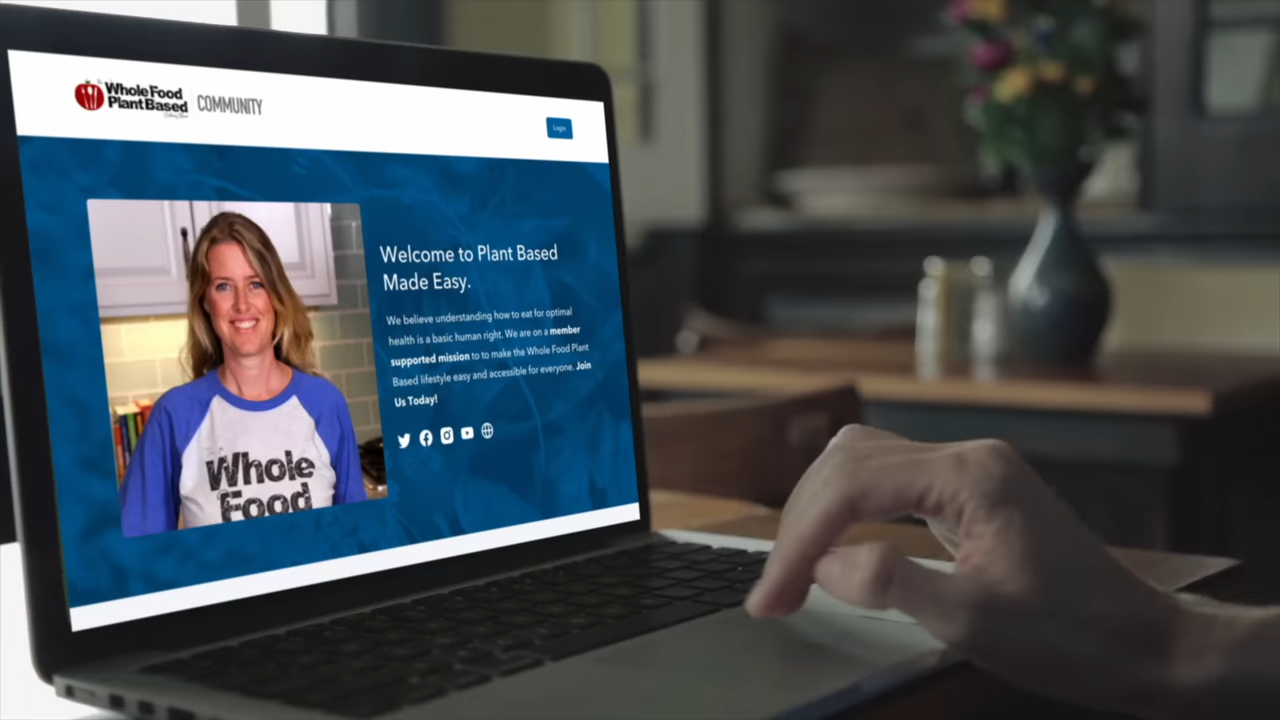 Whole Food
Plant Based
COMMUNITY
Login
Welcome to Plant Based
Made Easy.
We believe understanding how to eat for optimal
health is a basic human right. We are on a member
supported mission to to make the Whole Food Plant
Based lifestyle easy and accessible for everyone. Join
Us Today!
Whole
Food